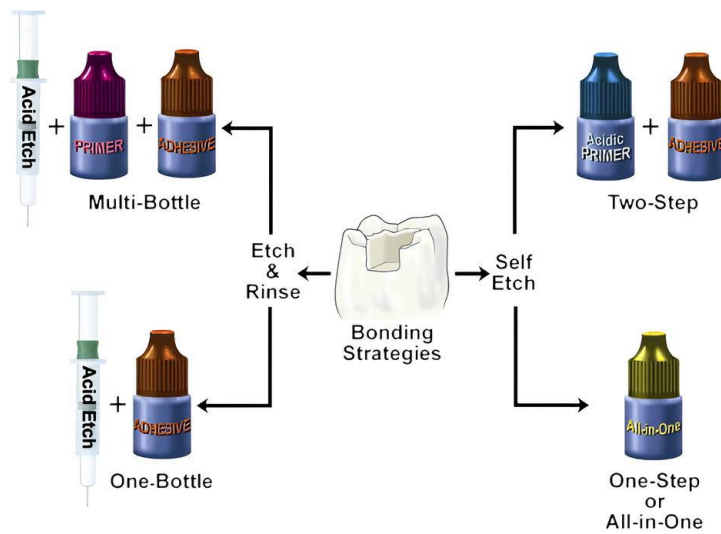 Acid Etch
+
PRIMER
+
ADHESIVE
Multi-Bottle
Acidic
PRIMER
+
ADHESIVE
Two-Step
Etch
&
Rinse
Bonding
Strategies
Self
Etch
Acid Etch
+
ADHESIVE
One-Bottle
All-in-One
One-Step
or
All-in-One